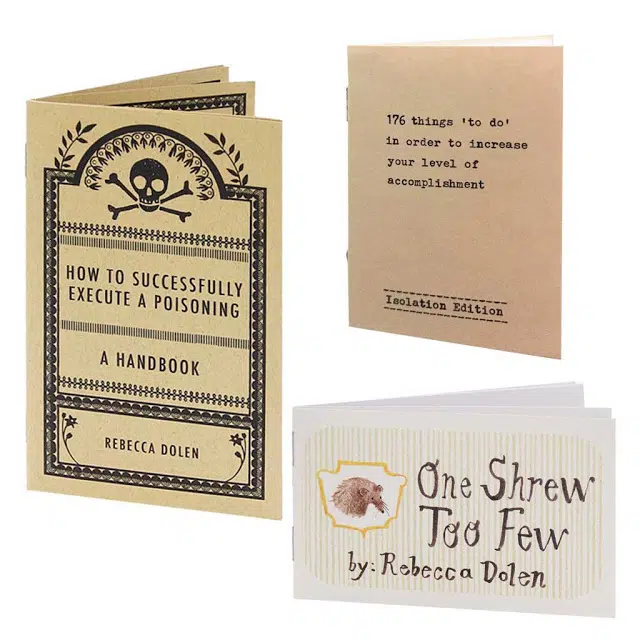 HOW TO SUCCESSFULLY
EXECUTE A POISONING
A HANDBOOK
REBECCA DOLEN
176 things 'to do'
in order to increase
your level of
accomplishment
Isolation Edition
One Shrew
Too Few
by: Rebecca Dolen